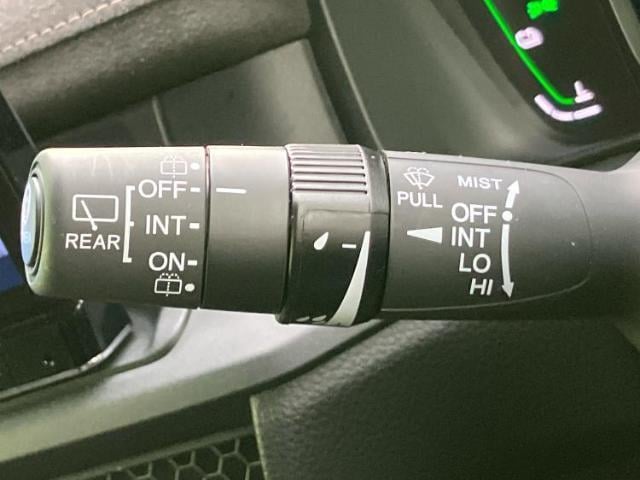 OFF
REAR
INT
ON
PULL
MIST
OFF
INT
LO
HI